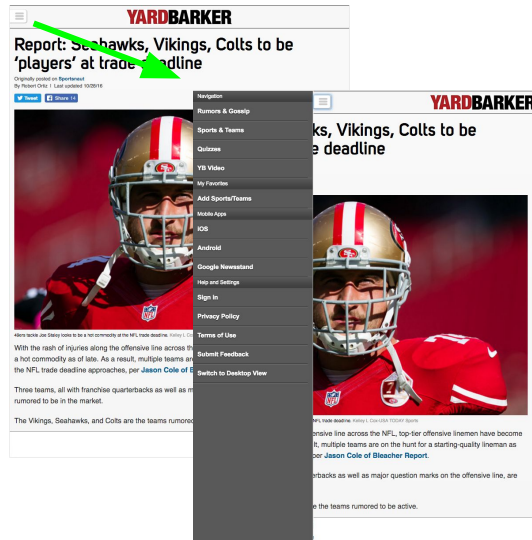 YARDBARKER
Report: Seahawks, Vikings, Colts to be
'players' at trade deadline
Originally posted on Sportsnaut
By Robert Ortiz | Last updated 10/28/16
Tweet
Share 14
49ers tackle Joe Staley looks to be a hot commodity at the NFL trade deadline. Kelley L Co
With the rash of injuries along the offensive line across th
a hot commodity as of late. As a result, multiple teams are
the NFL trade deadline approaches, per Jason Cole of B
Three teams, all with franchise quarterbacks as well as m
rumored to be in the market.
The Vikings, Seahawks, and Colts are the teams rumored
Navigation
Rumors & Gossip
Sports & Teams
Quizzes
YB Video
My Favorites
Add Sports/Teams
Mobile Apps
iOS
Android
Google Newsstand
Help and Settings
Sign in
Privacy Policy
Terms of Use
Submit Feedback
Switch to Desktop View
YARDBARKER
ks, Vikings, Colts to be
e deadline
NFL trade deadline. Kelley L Cox-USA TODAY Sports
ensive line across the NFL, top-tier offensive linemen have become
lt, multiple teams are on the hunt for a starting-quality lineman as
per Jason Cole of Bleacher Report.
erbacks as well as major question marks on the offensive line, are
e the teams rumored to be active.